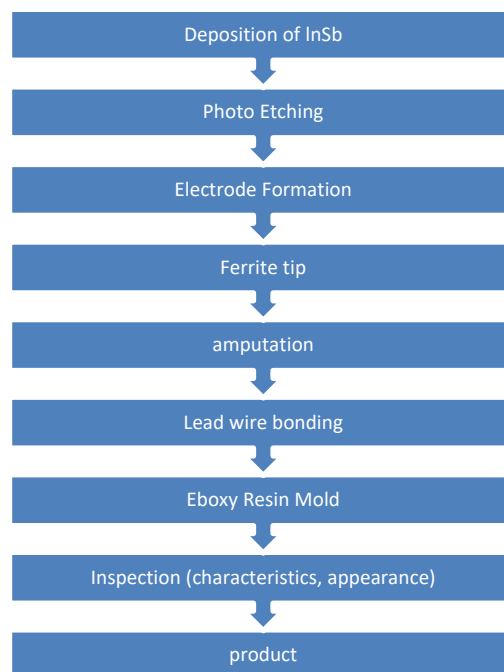 Deposition of lnSb
Photo Etching
Electrode Formation
Ferrite tip
amputation
Lead wire bonding
Eboxy Resin Mold
Inspection (characteristics, appearance)
product